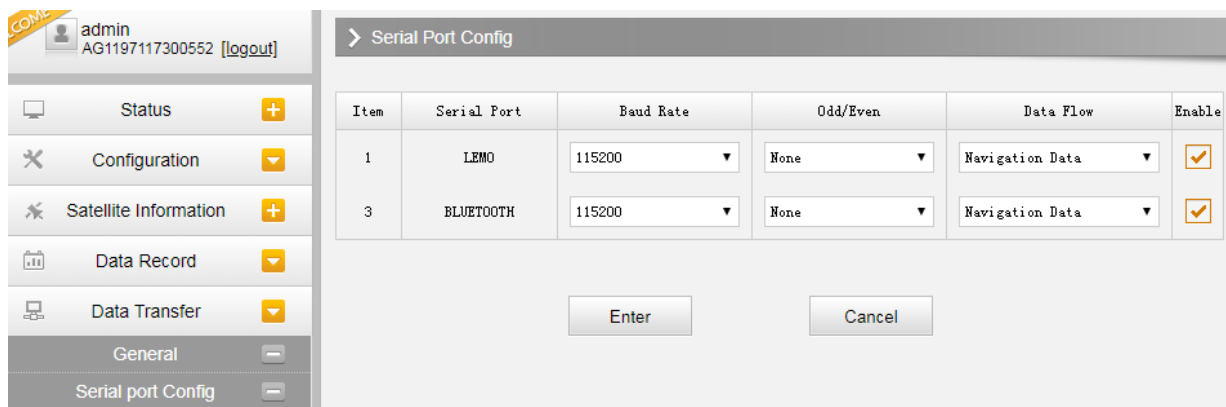 COME
admin
AG1197117300552 [logout]
Status
Configuration
Satellite Information
Data Record
Data Transfer
General
Serial port Config
Serial Port Config
Item Serial Port Baud Rate Odd/Even Data Flow Enable
1 LEMO 115200 None Navigation Data
3 BLUETOOTH 115200 None Navigation Data
Enter Cancel